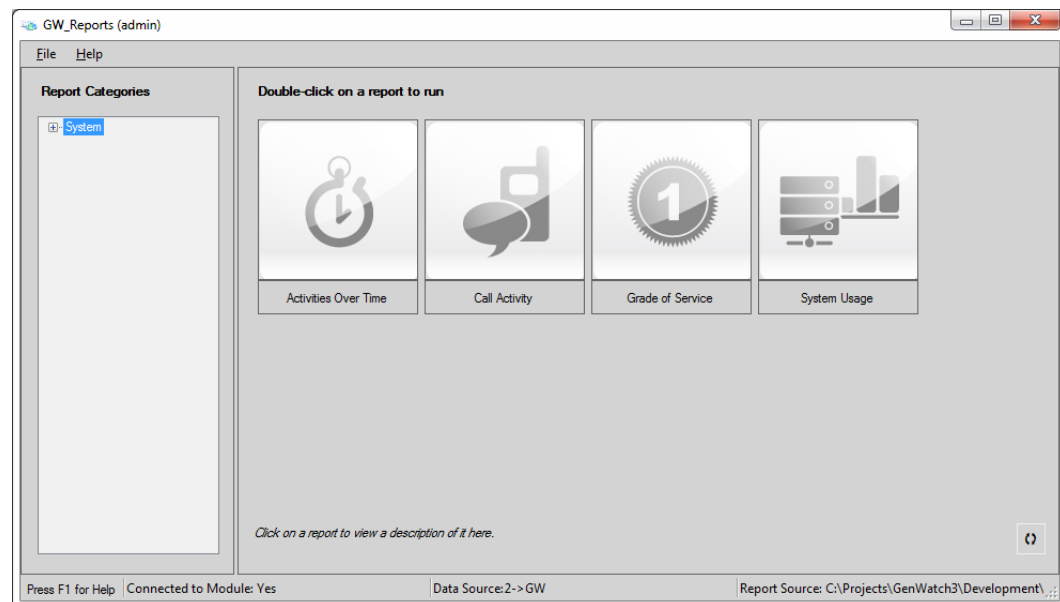 GW_Reports (admin)
File Help
Report Categories
Double-click on a report to run
System
1
Activities Over Time
Call Activity
Grade of Service
System Usage
Click on a report to view a description of it here.
Press F1 for Help Connected to Module: Yes Data Source:2->GW Report Source: C:\Projects\GenWatch3\Development\